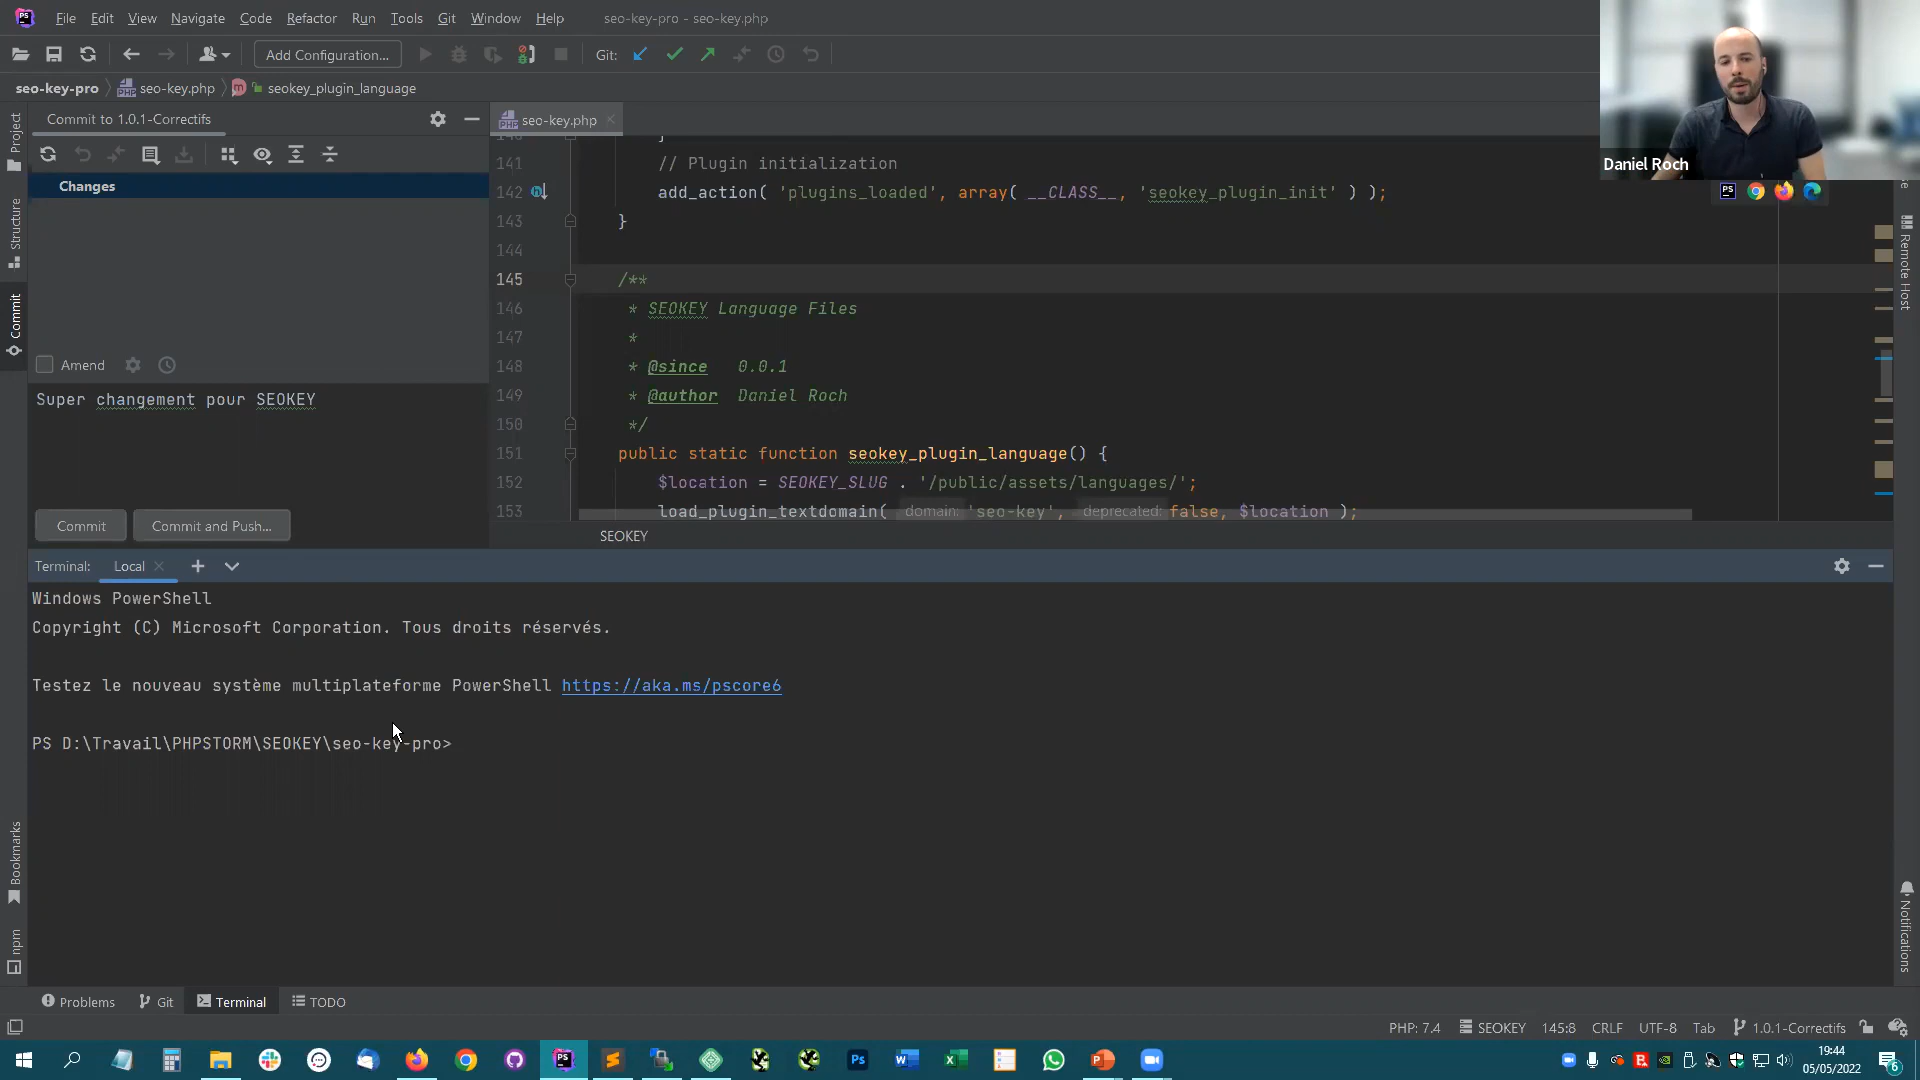 File Edit View Navigate Code Refactor Run Tools Git Window Help seo-key-pro - seo-key.php
Add Configuration... Git:
seo-key-pro seo-key.php seokey_plugin_language
Project
Structure
Commit
Bookmarks
npm
Commit to 1.0.1-Correctifs
Changes
Amend
Super changement pour SEOKEY
Commit Commit and Push...
seo-key.php
141 // Plugin initialization
142 add_action( 'plugins_loaded', array( __CLASS__, 'seokey_plugin_init' ) );
143 }
144
145 /**
146 * SEOKEY Language Files
147 *
148 * @since 0.0.1
149 * @author Daniel Roch
150 */
151 public static function seokey_plugin_language() {
152 $location = SEOKEY_SLUG . '/public/assets/languages/';
153 load_plugin_textdomain( domain: 'seo-key', deprecated: false, $location );
SEOKEY
Daniel Roch
Remote Host
Notifications
Terminal: Local
Windows PowerShell
Copyright (C) Microsoft Corporation. Tous droits réservés.
Testez le nouveau système multiplateforme PowerShell https://aka.ms/pscore6
PS D:\Travail\PHPSTORM\SEOKEY\seo-key-pro>
Problems Git Terminal TODO
PHP: 7.4 SEOKEY 145:8 CRLF UTF-8 Tab 1.0.1-Correctifs
19:44
05/05/2022
6